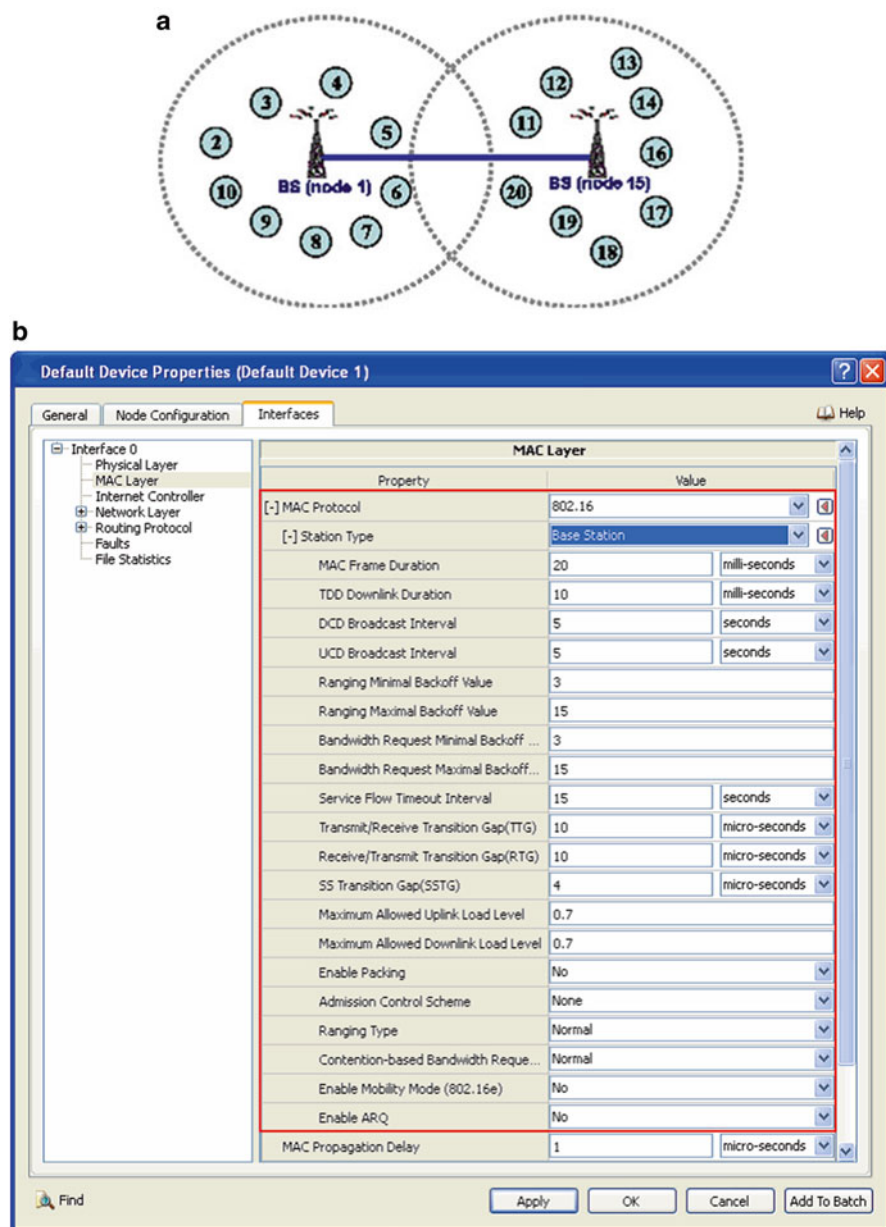 a
13
4
12
3
14
11
5
2
16
BS (node 1)
BS (node 15)
10
6
20
9
7
19
17
8
18
b
Default Device Properties (Default Device 1)
General
Node Configuration
Interfaces
Help
Interface 0
Physical Layer
MAC Layer
Internet Controller
Network Layer
Routing Protocol
Faults
File Statistics
MAC Layer
Property Value
[-] MAC Protocol 802.16
[-] Station Type Base Station
MAC Frame Duration 20 milli-seconds
TDD Downlink Duration 10 milli-seconds
DCD Broadcast Interval 5 seconds
UCD Broadcast Interval 5 seconds
Ranging Minimal Backoff Value 3
Ranging Maximal Backoff Value 15
Bandwidth Request Minimal Backoff ... 3
Bandwidth Request Maximal Backoff... 15
Service Flow Timeout Interval 15 seconds
Transmit/Receive Transition Gap(TTG) 10 micro-seconds
Receive/Transmit Transition Gap(RTG) 10 micro-seconds
SS Transition Gap(SSTG) 4 micro-seconds
Maximum Allowed Uplink Load Level 0.7
Maximum Allowed Downlink Load Level 0.7
Enable Packing No
Admission Control Scheme None
Ranging Type Normal
Contention-based Bandwidth Reque... Normal
Enable Mobility Mode (802.16e) No
Enable ARQ No
MAC Propagation Delay 1 micro-seconds
Find
Apply
OK
Cancel
Add To Batch